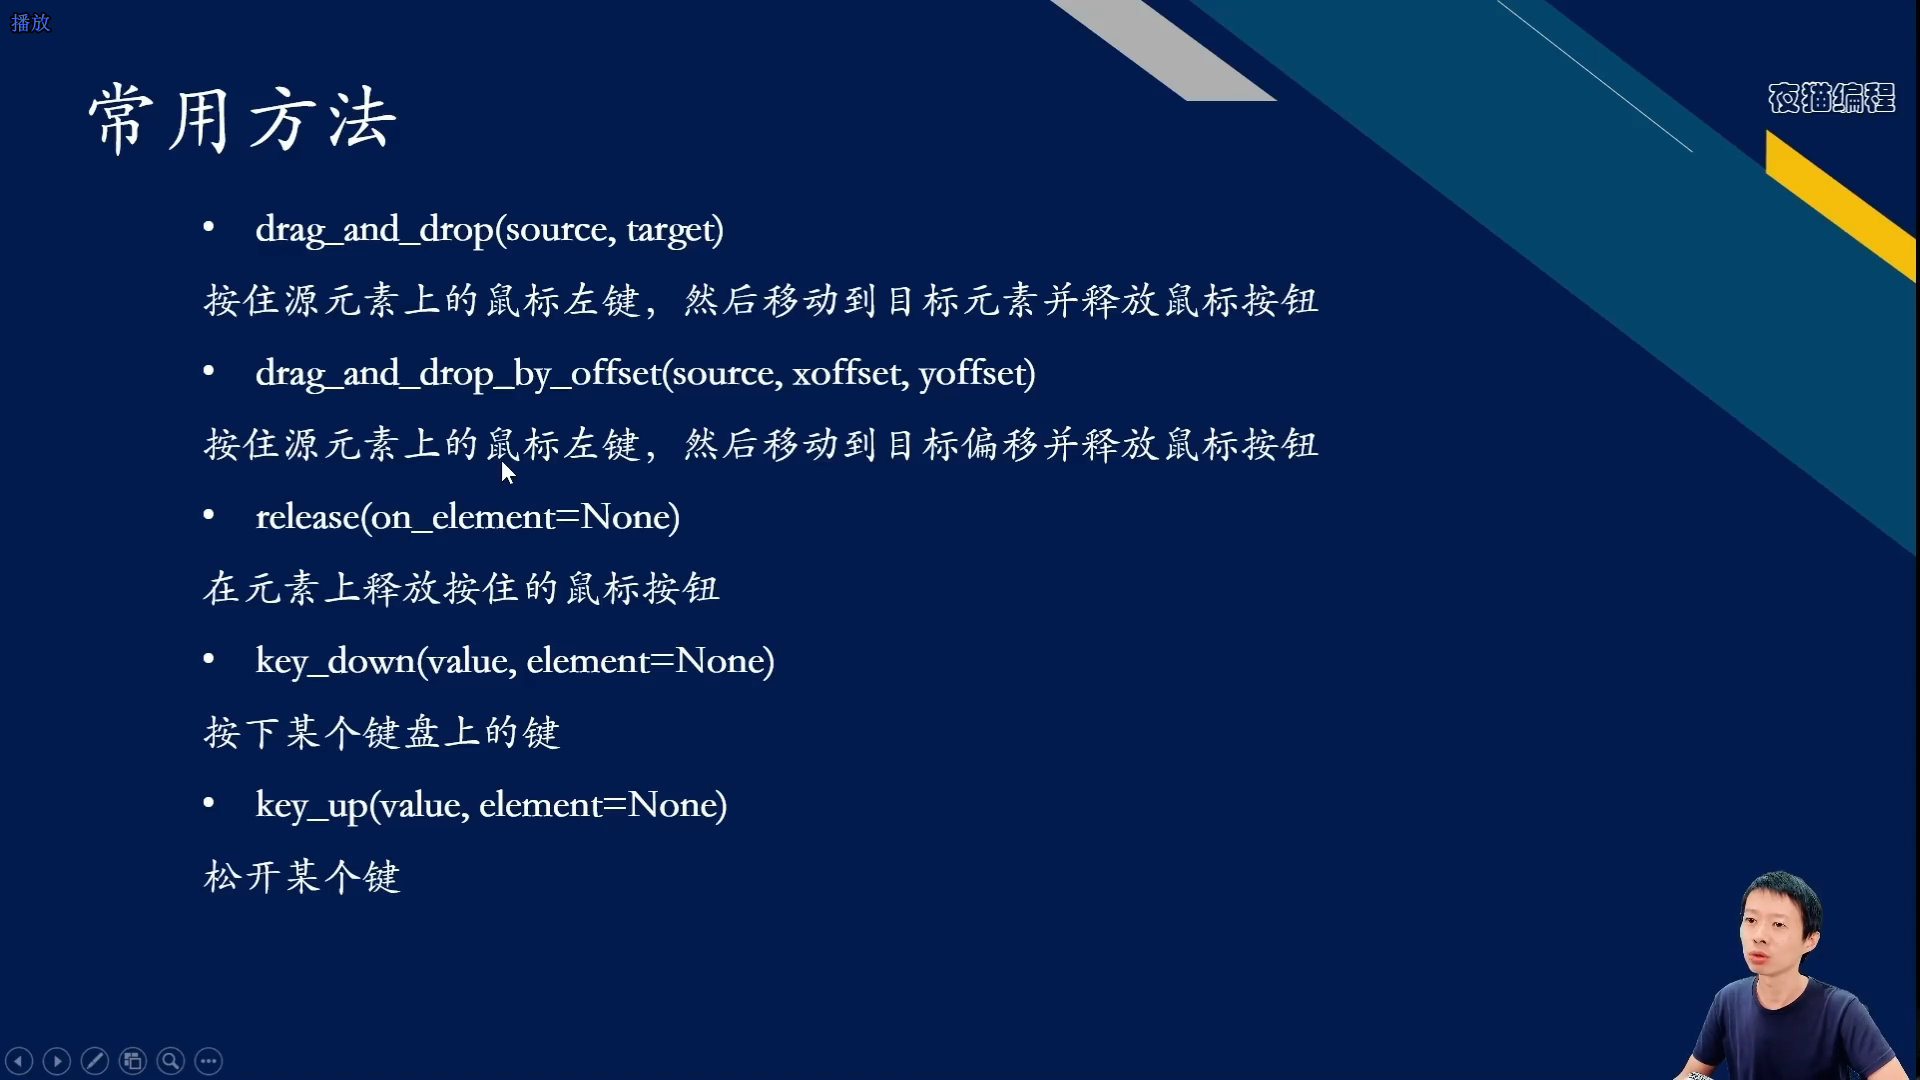 播放
常用方法
夜猫编程
• drag_and_drop(source, target)
按住源元素上的鼠标左键，然后移动到目标元素并释放鼠标按钮
• drag_and_drop_by_offset(source, xoffset, yoffset)
按住源元素上的鼠标左键，然后移动到目标偏移并释放鼠标按钮
• release(on_element=None)
在元素上释放按住的鼠标按钮
• key_down(value, element=None)
按下某个键盘上的键
• key_up(value, element=None)
松开某个键